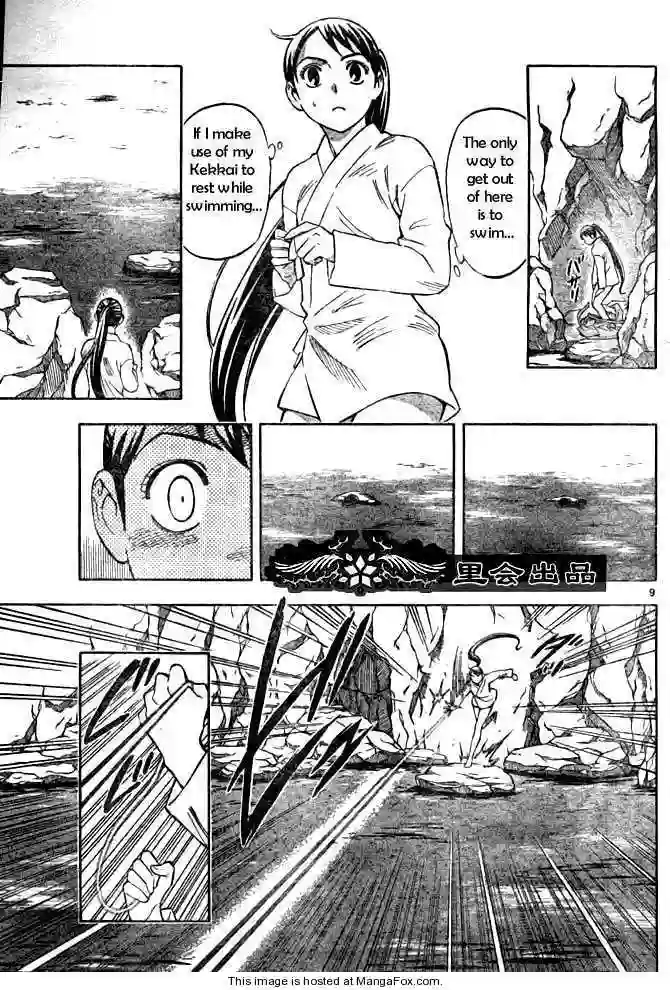 The only
way to
get out
of here
is to
swim...
If I make
use of my
Kekkai to
rest while
swimming...
里会出品
9
This image is hosted at MangaFox.com.